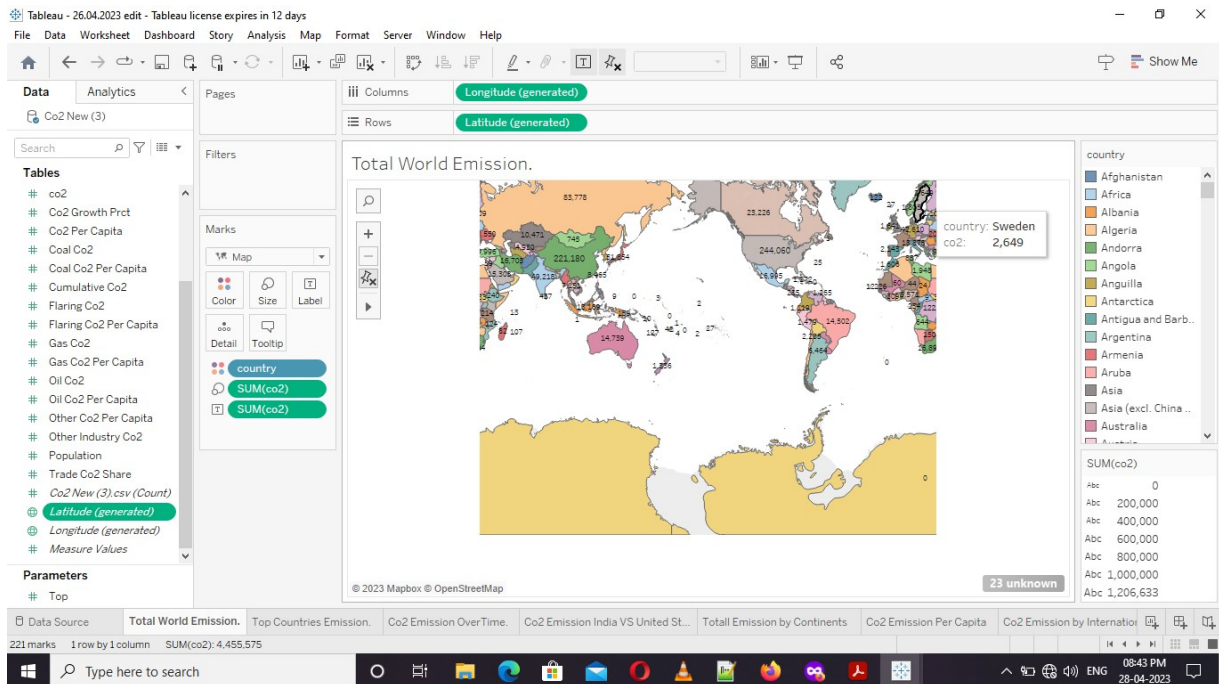 Tableau - 26.04.2023 edit - Tableau license expires in 12 days
File Data Worksheet Dashboard Story Analysis Map Format Server Window Help
Show Me
Data Analytics
Co2 New (3)
Search
Tables
co2
Co2 Growth Prct
Co2 Per Capita
Coal Co2
Coal Co2 Per Capita
Cumulative Co2
Flaring Co2
Flaring Co2 Per Capita
Gas Co2
Gas Co2 Per Capita
Oil Co2
Oil Co2 Per Capita
Other Co2 Per Capita
Other Industry Co2
Population
Trade Co2 Share
Co2 New (3).csv (Count)
Latitude (generated)
Longitude (generated)
Measure Values
Parameters
Top
Pages
Filters
Marks
Map
Color Size Label
Detail Tooltip
country
SUM(co2)
SUM(co2)
Columns Longitude (generated)
Rows Latitude (generated)
Total World Emission.
83,778
23,226
10,471
745
221,180
244,060
14,739
14,502
country: Sweden
co2: 2,649
© 2023 Mapbox © OpenStreetMap
23 unknown
country
Afghanistan
Africa
Albania
Algeria
Andorra
Angola
Anguilla
Antarctica
Antigua and Barb..
Argentina
Armenia
Aruba
Asia
Asia (excl. China ..
Australia
SUM(co2)
Abc 0
Abc 200,000
Abc 400,000
Abc 600,000
Abc 800,000
Abc 1,000,000
Abc 1,206,633
Data Source Total World Emission. Top Countries Emission. Co2 Emission OverTime. Co2 Emission India VS United St... Totall Emission by Continents Co2 Emission Per Capita Co2 Emission by Internatio
221 marks 1 row by 1 column SUM(co2): 4,455,575
Type here to search
ENG
08:43 PM
28-04-2023